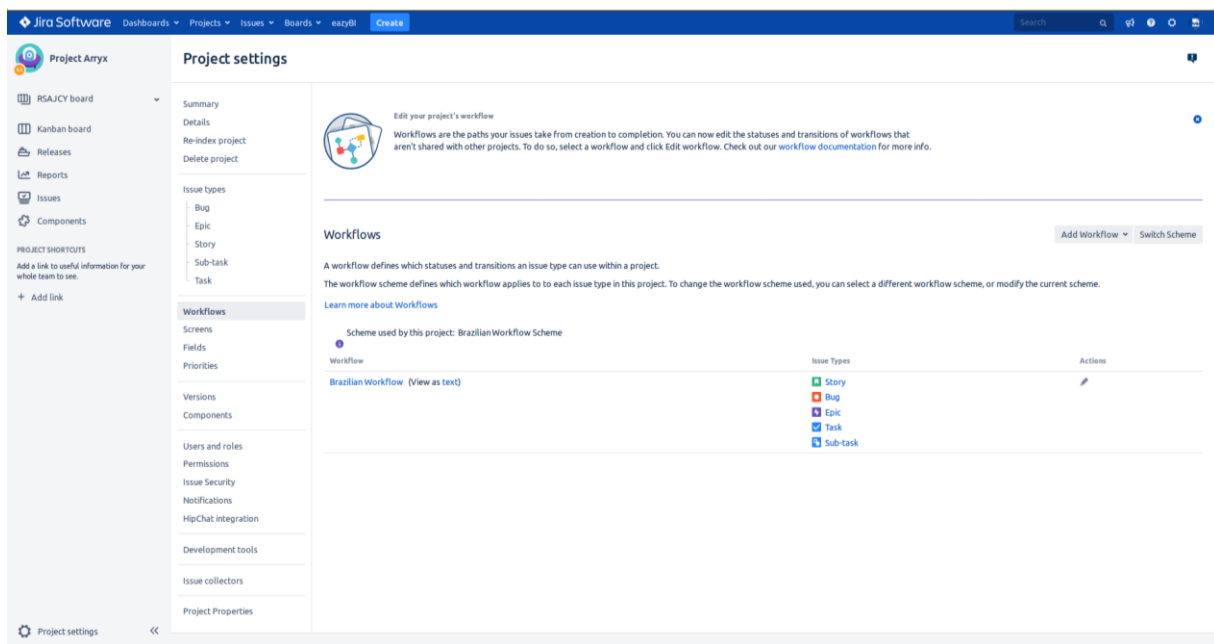 Jira Software Dashboards Projects Issues Boards eazyBI Create Search
Project Arryx
RSAJCY board
Kanban board
Releases
Reports
Issues
Components
PROJECT SHORTCUTS
Add a link to useful information for your
whole team to see.
+ Add link
Project settings
Project settings
Summary
Details
Re-index project
Delete project
Issue types
Bug
Epic
Story
Sub-task
Task
Workflows
Screens
Fields
Priorities
Versions
Components
Users and roles
Permissions
Issue Security
Notifications
HipChat integration
Development tools
Issue collectors
Project Properties
Edit your project's workflow
Workflows are the paths your issues take from creation to completion. You can now edit the statuses and transitions of workflows that
aren't shared with other projects. To do so, select a workflow and click Edit workflow. Check out our workflow documentation for more info.
Workflows
Add Workflow Switch Scheme
A workflow defines which statuses and transitions an issue type can use within a project.
The workflow scheme defines which workflow applies to to each issue type in this project. To change the workflow scheme used, you can select a different workflow scheme, or modify the current scheme.
Learn more about Workflows
Scheme used by this project: Brazilian Workflow Scheme
Workflow Issue Types Actions
Brazilian Workflow (View as text) Story
Bug
Epic
Task
Sub-task